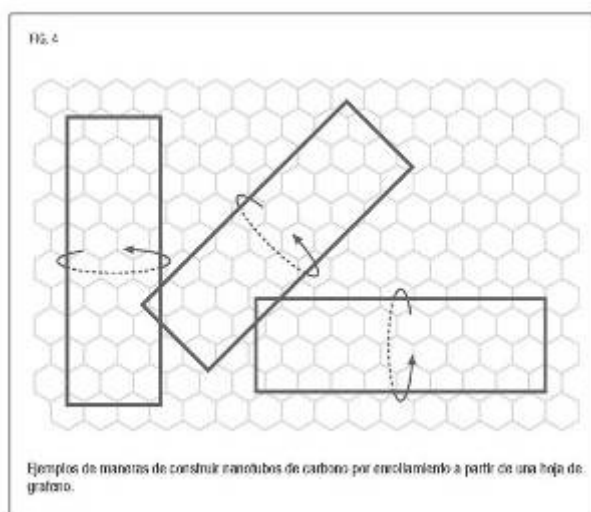 FIG. 4
Ejemplos de maneras de construir nanotubos de carbono por enrollamiento a partir de una hoja de
grafeno.